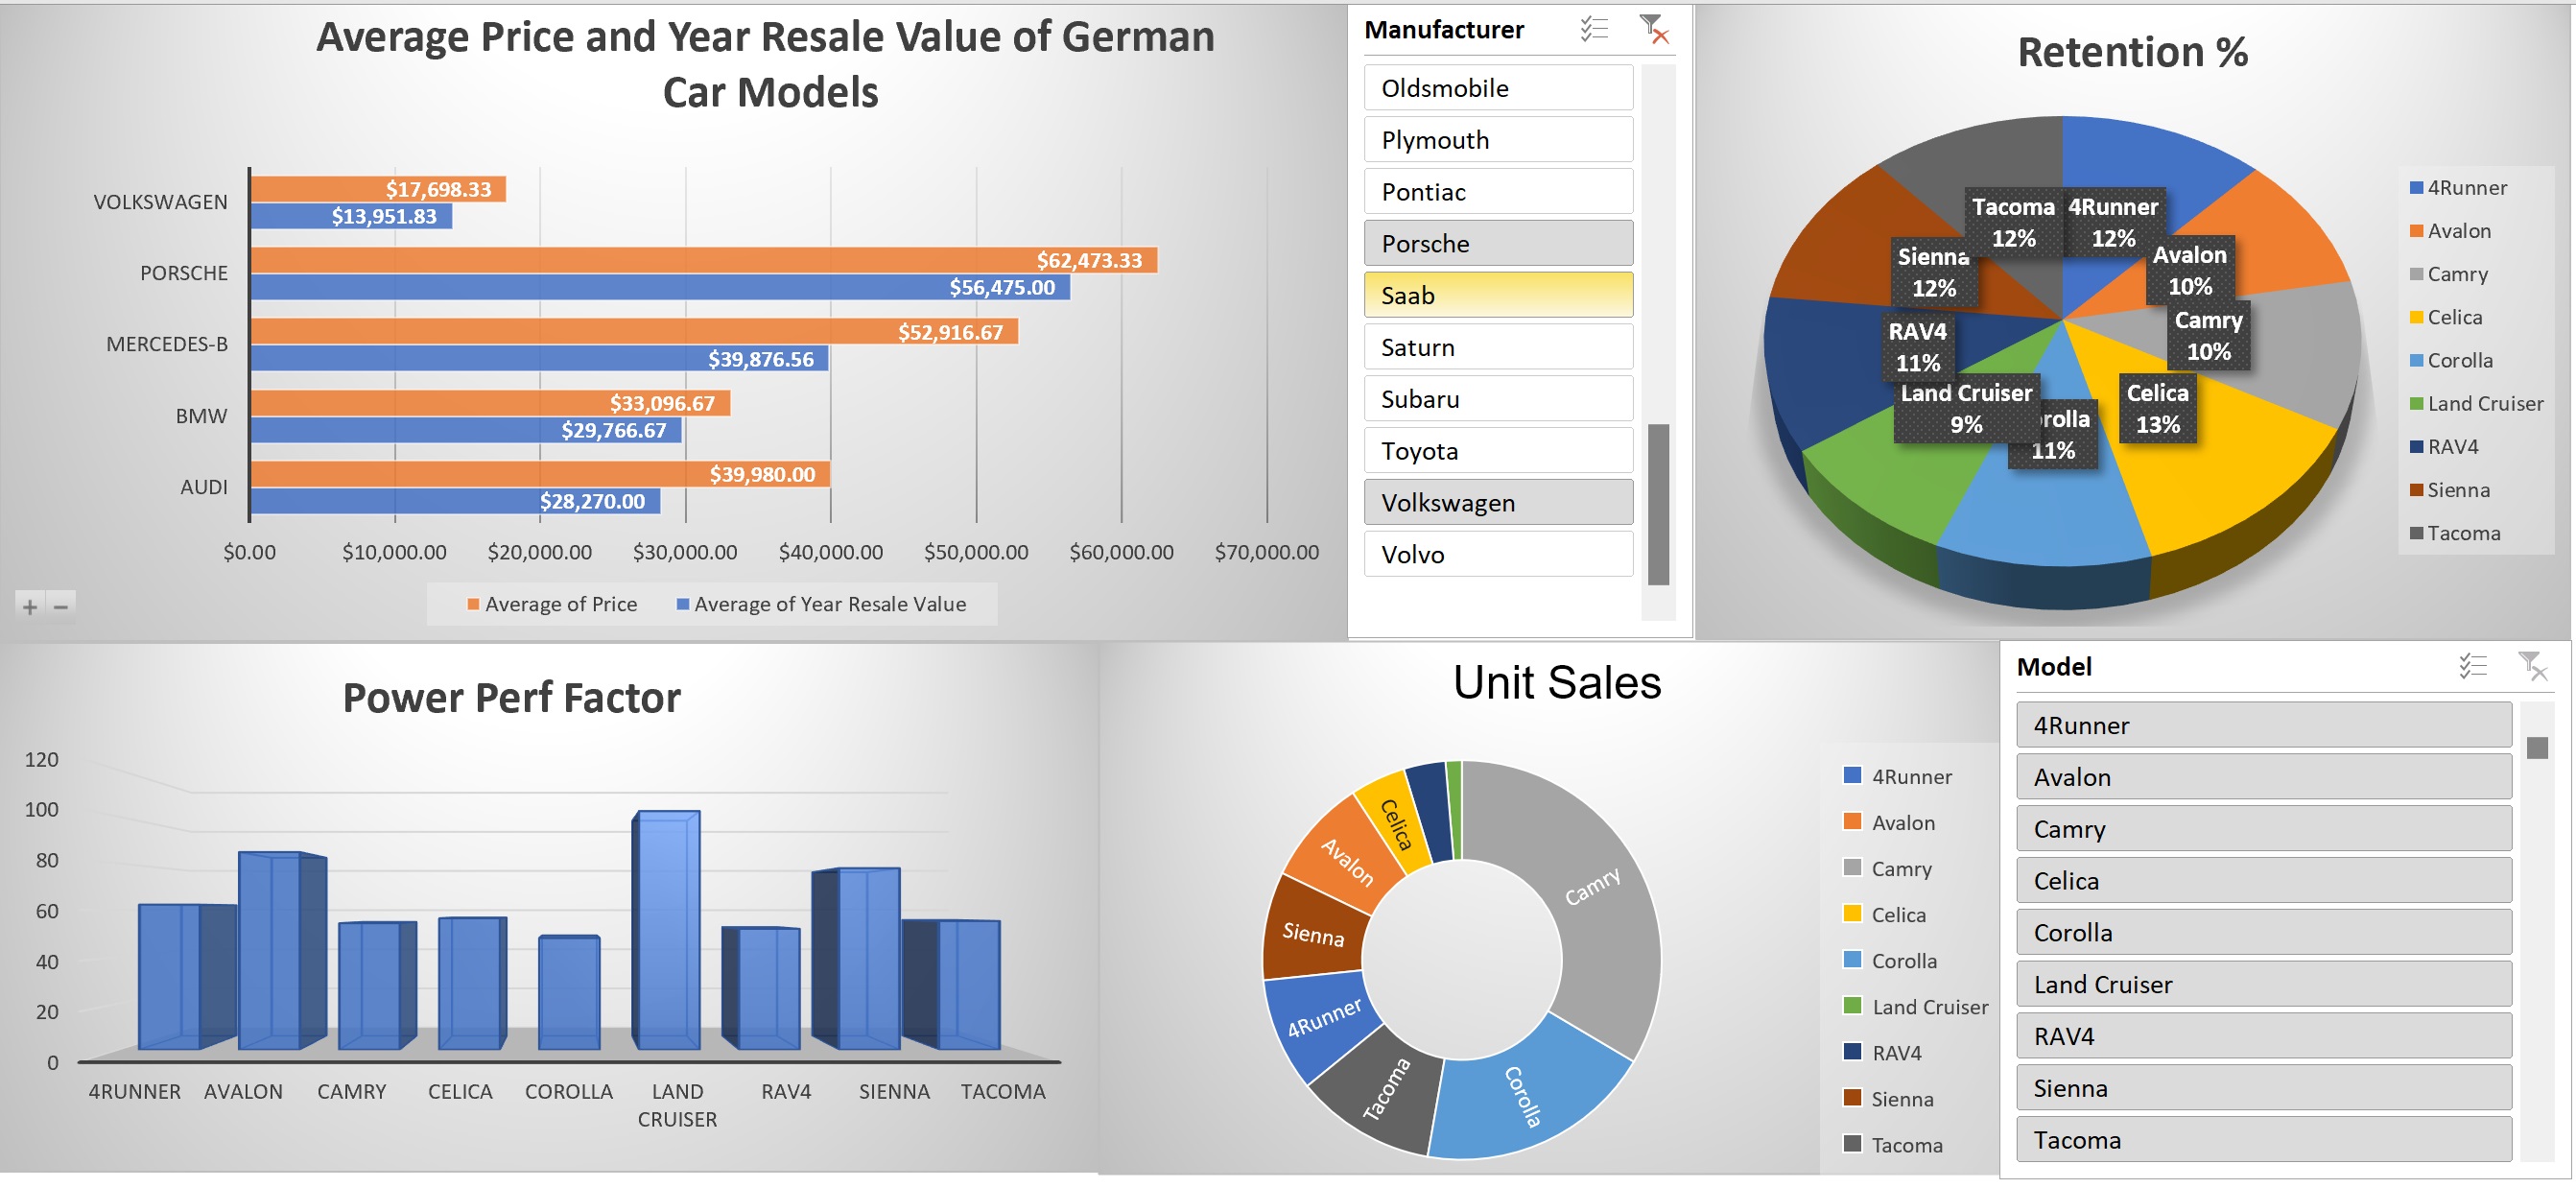 Average Price and Year Resale Value of German
Car Models
VOLKSWAGEN
$17,698.33
$13,951.83
PORSCHE
$62,473.33
$56,475.00
MERCEDES-B
$52,916.67
$39,876.56
BMW
$33,096.67
$29,766.67
AUDI
$39,980.00
$28,270.00
$0.00 $10,000.00 $20,000.00 $30,000.00 $40,000.00 $50,000.00 $60,000.00 $70,000.00
+ −
Average of Price Average of Year Resale Value
Manufacturer
Oldsmobile
Plymouth
Pontiac
Porsche
Saab
Saturn
Subaru
Toyota
Volkswagen
Volvo
Retention %
Tacoma
12%
4Runner
12%
Sienna
12%
Avalon
10%
RAV4
11%
Camry
10%
Land Cruiser
9%
rolla
11%
Celica
13%
4Runner
Avalon
Camry
Celica
Corolla
Land Cruiser
RAV4
Sienna
Tacoma
Power Perf Factor
120
100
80
60
40
20
0
4RUNNER AVALON CAMRY CELICA COROLLA LAND CRUISER RAV4 SIENNA TACOMA
Unit Sales
Camry
Corolla
Tacoma
4Runner
Sienna
Avalon
Celica
4Runner
Avalon
Camry
Celica
Corolla
Land Cruiser
RAV4
Sienna
Tacoma
Model
4Runner
Avalon
Camry
Celica
Corolla
Land Cruiser
RAV4
Sienna
Tacoma